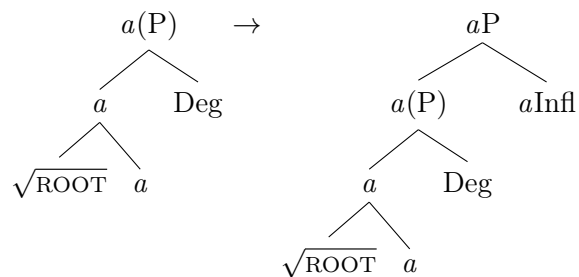 a(P) → aP
a Deg a(P) aInfl
√ROOT a a Deg
√ROOT a